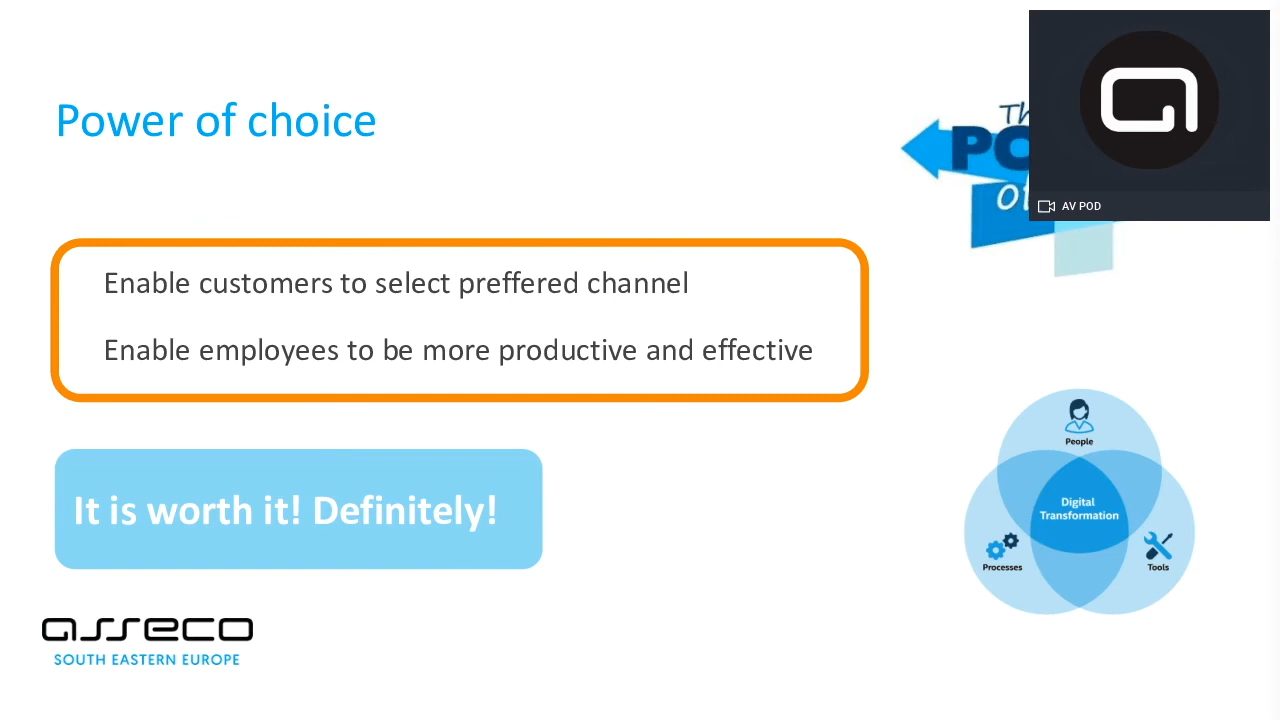 Power of choice
Enable customers to select preffered channel
Enable employees to be more productive and effective
It is worth it! Definitely!
asseco
SOUTH EASTERN EUROPE
AV POD
People
Digital
Transformation
Processes
Tools